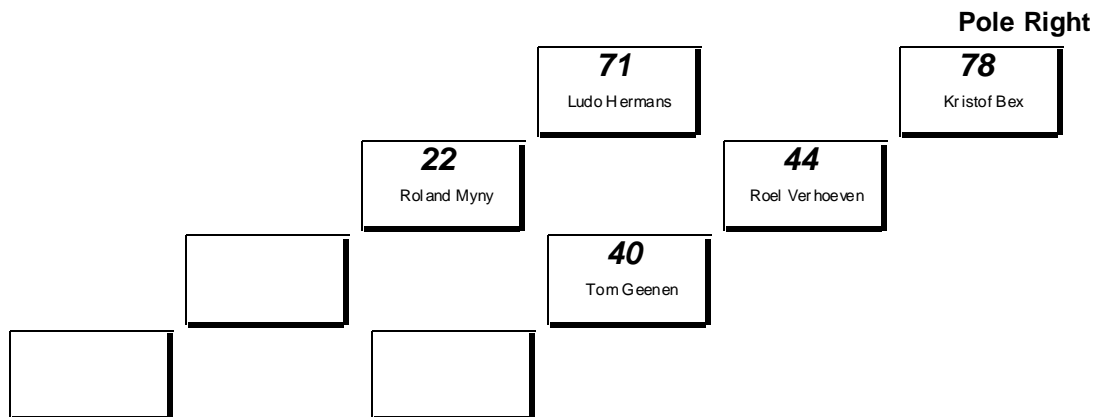 Pole Right
71
Ludo Hermans
78
Kristof Bex
22
Roland Myny
44
Roel Verhoeven
40
Tom Geenen